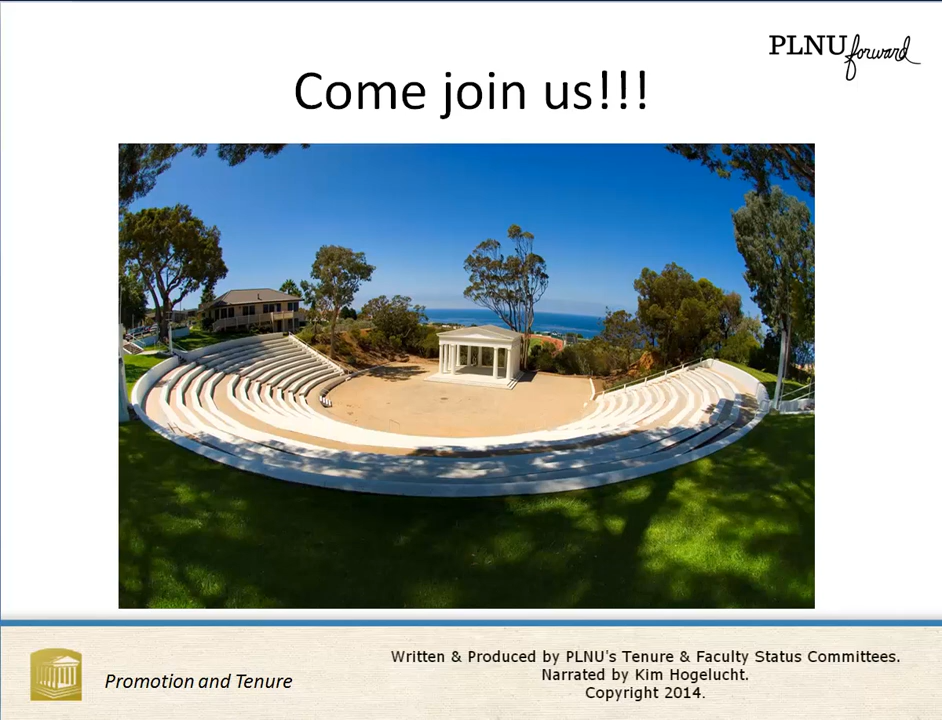 PLNU forward
Come join us!!!
Promotion and Tenure
Written & Produced by PLNU's Tenure & Faculty Status Committees.
Narrated by Kim Hogelucht.
Copyright 2014.